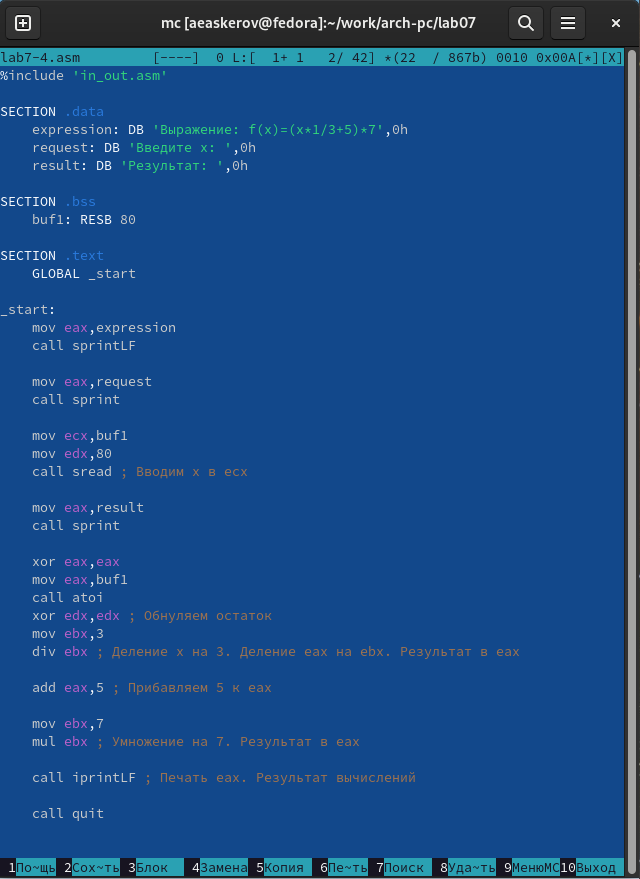 mc [aeaskerov@fedora]:~/work/arch-pc/lab07
lab7-4.asm         [----]  0 L:[  1+ 1   2/ 42] *(22  / 867b) 0010 0x00A[*][X]
%include 'in_out.asm'

SECTION .data
    expression: DB 'Выражение: f(x)=(x*1/3+5)*7',0h
    request: DB 'Введите x: ',0h
    result: DB 'Результат: ',0h

SECTION .bss
    buf1: RESB 80

SECTION .text
    GLOBAL _start

_start:
    mov eax,expression
    call sprintLF

    mov eax,request
    call sprint

    mov ecx,buf1
    mov edx,80
    call sread ; Вводим x в ecx

    mov eax,result
    call sprint

    xor eax,eax
    mov eax,buf1
    call atoi
    xor edx,edx ; Обнуляем остаток
    mov ebx,3
    div ebx ; Деление x на 3. Деление eax на ebx. Результат в eax

    add eax,5 ; Прибавляем 5 к eax

    mov ebx,7
    mul ebx ; Умножение на 7. Результат в eax

    call iprintLF ; Печать eax. Результат вычислений

    call quit

1По~щь 2Сох~ть 3Блок 4Замена 5Копия 6Пе~ть 7Поиск 8Уда~ть 9МенюMC 10Выход